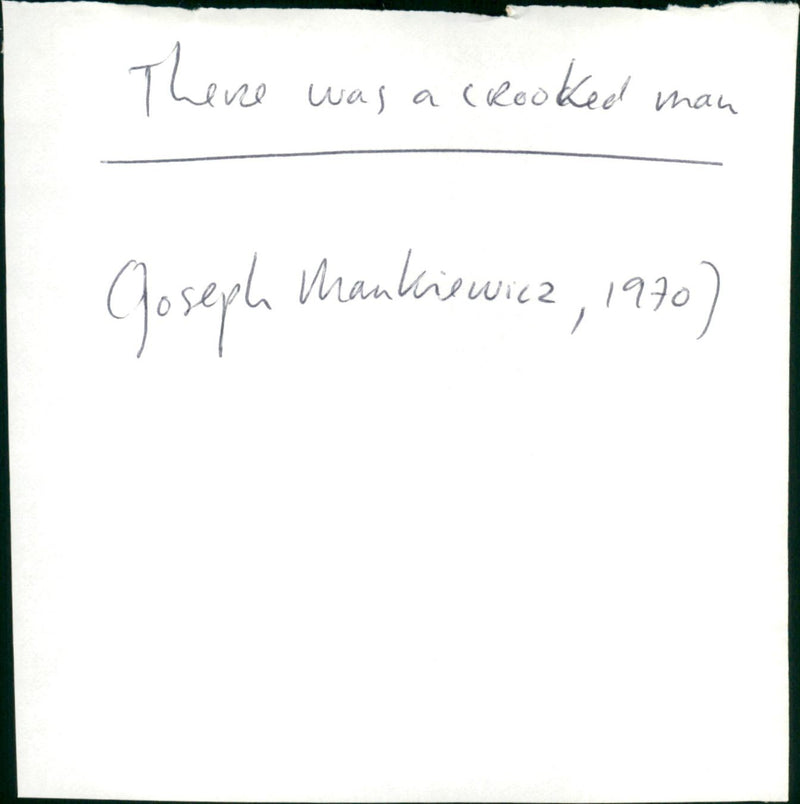 There was a crooked man
(Joseph Mankiewicz, 1970)